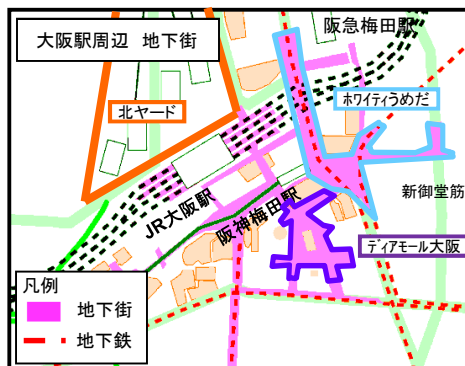 大阪駅周辺 地下街
阪急梅田駅
北ヤード
ホワイティうめだ
JR大阪駅
阪神梅田駅
新御堂筋
ディアモール大阪
凡例
地下街
地下鉄